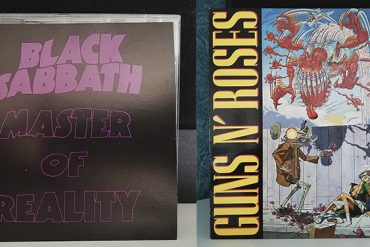 BLACK
SABBATH
MASTER
OF
REALITY
GUNS N' ROSES